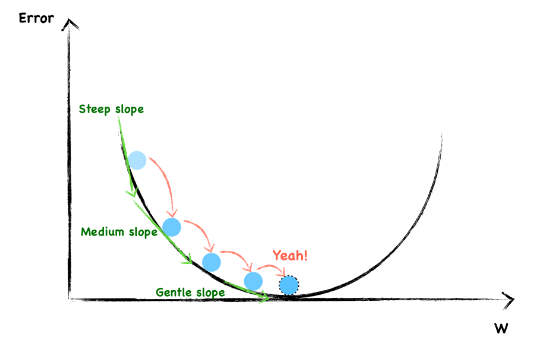 Error
Steep slope
Medium slope
Yeah!
Gentle slope
W